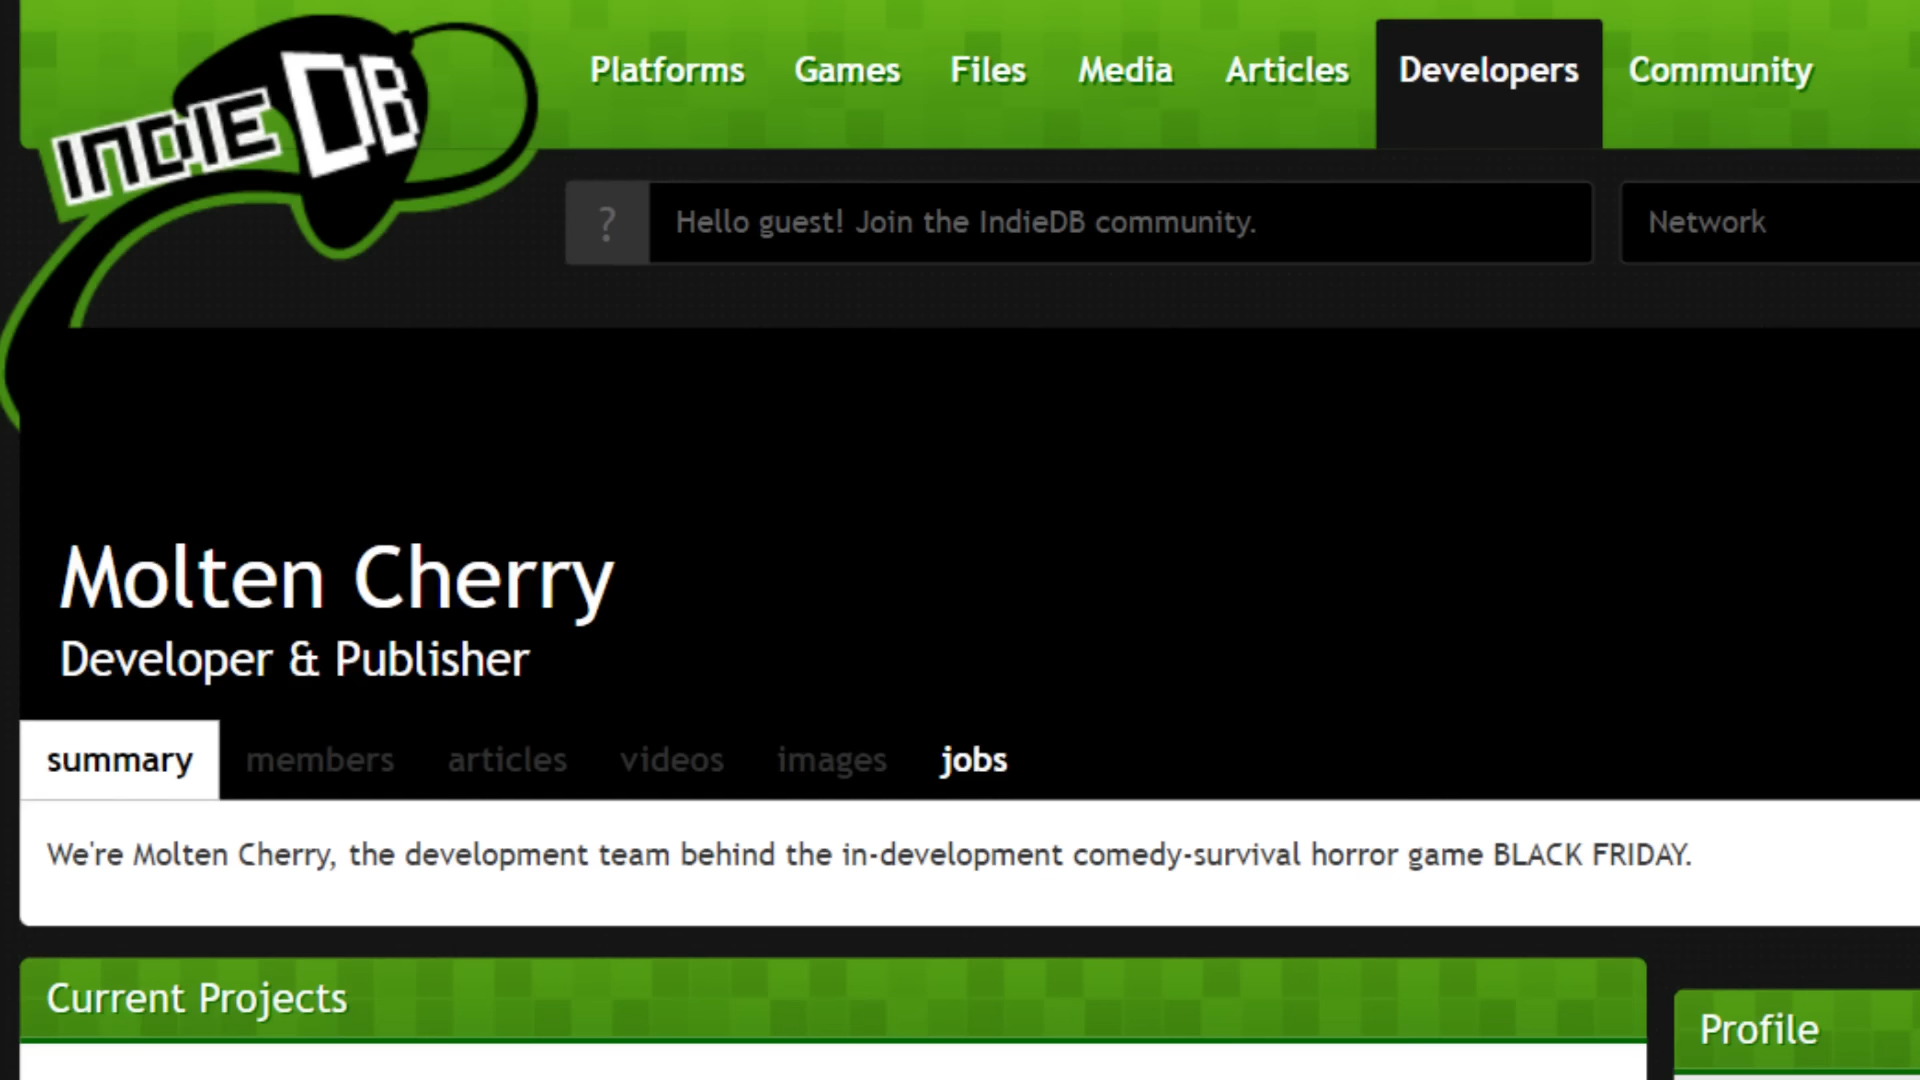 INDIE DB
Platforms Games Files Media Articles Developers Community
? Hello guest! Join the IndieDB community. Network
Molten Cherry
Developer & Publisher
summary members articles videos images jobs
We're Molten Cherry, the development team behind the in-development comedy-survival horror game BLACK FRIDAY.
Current Projects
Profile